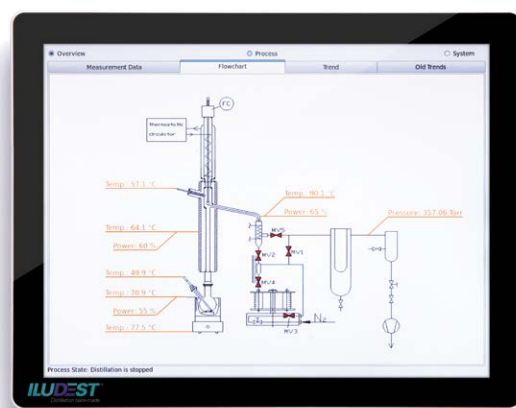 Overview
Process
System
Measurement Data
Flowchart
Trend
Old Trends
FC
thermostatic
circulator
Temp.: 57.1 °C
Temp.: 90.1 °C
Power: 65 %
Pressure: 357.06 Torr
MV5
Temp.: 64.1 °C
Power: 60 %
MV2
MV1
Temp.: 49.9 °C
MV4
Temp.: 78.9 °C
Power: 55 %
N2
MV3
Temp.: 77.5 °C
Process State: Distillation is stopped
ILUDEST
Distillation tailor-made